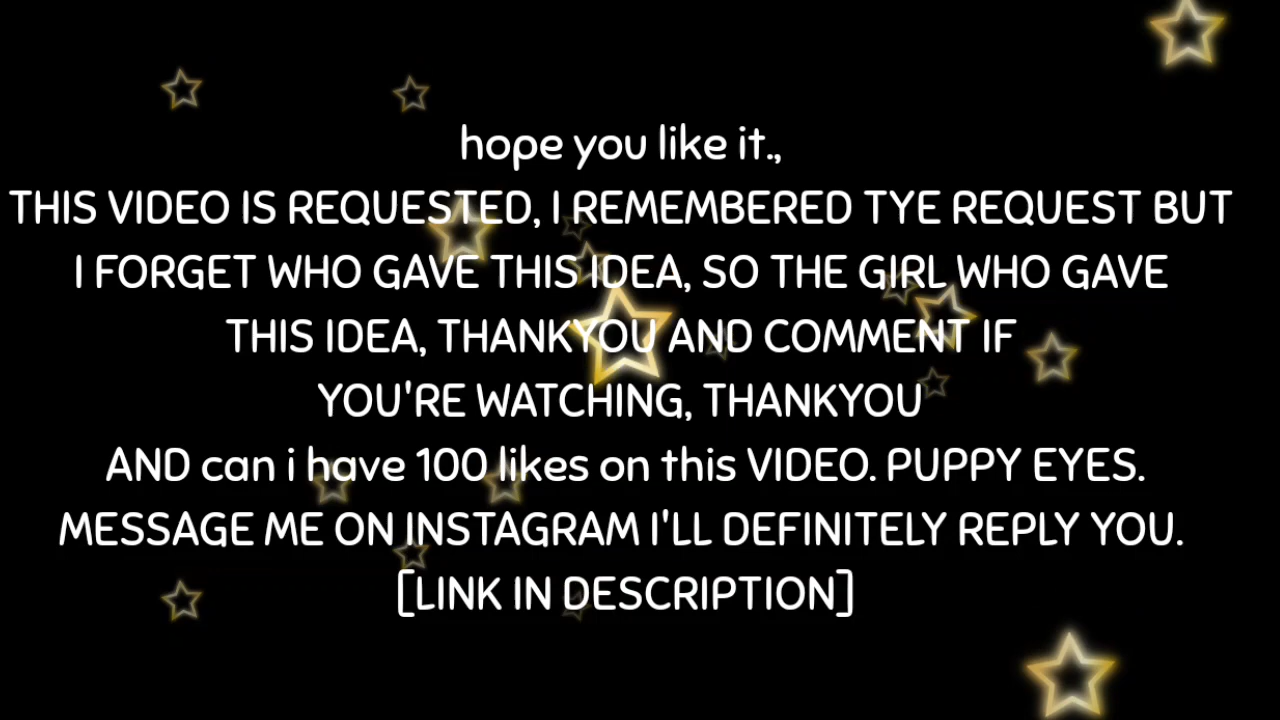 hope you like it.,
THIS VIDEO IS REQUESTED, I REMEMBERED TYE REQUEST BUT
I FORGET WHO GAVE THIS IDEA, SO THE GIRL WHO GAVE
THIS IDEA, THANKYOU AND COMMENT IF
YOU'RE WATCHING, THANKYOU
AND can i have 100 likes on this VIDEO. PUPPY EYES.
MESSAGE ME ON INSTAGRAM I'LL DEFINITELY REPLY YOU.
[LINK IN DESCRIPTION]